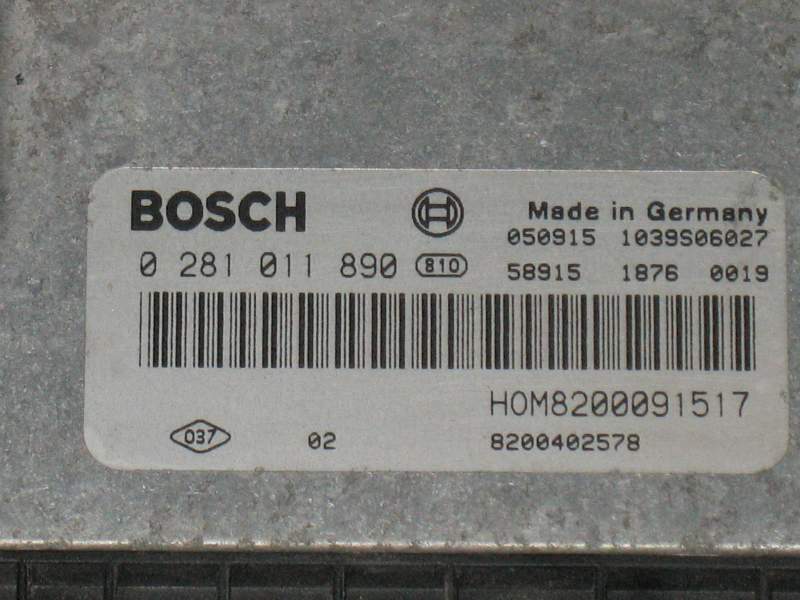 BOSCH
Made in Germany
050915 1039S06027
0 281 011 890 810
58915 1876 0019
HOM8200091517
037 02 8200402578